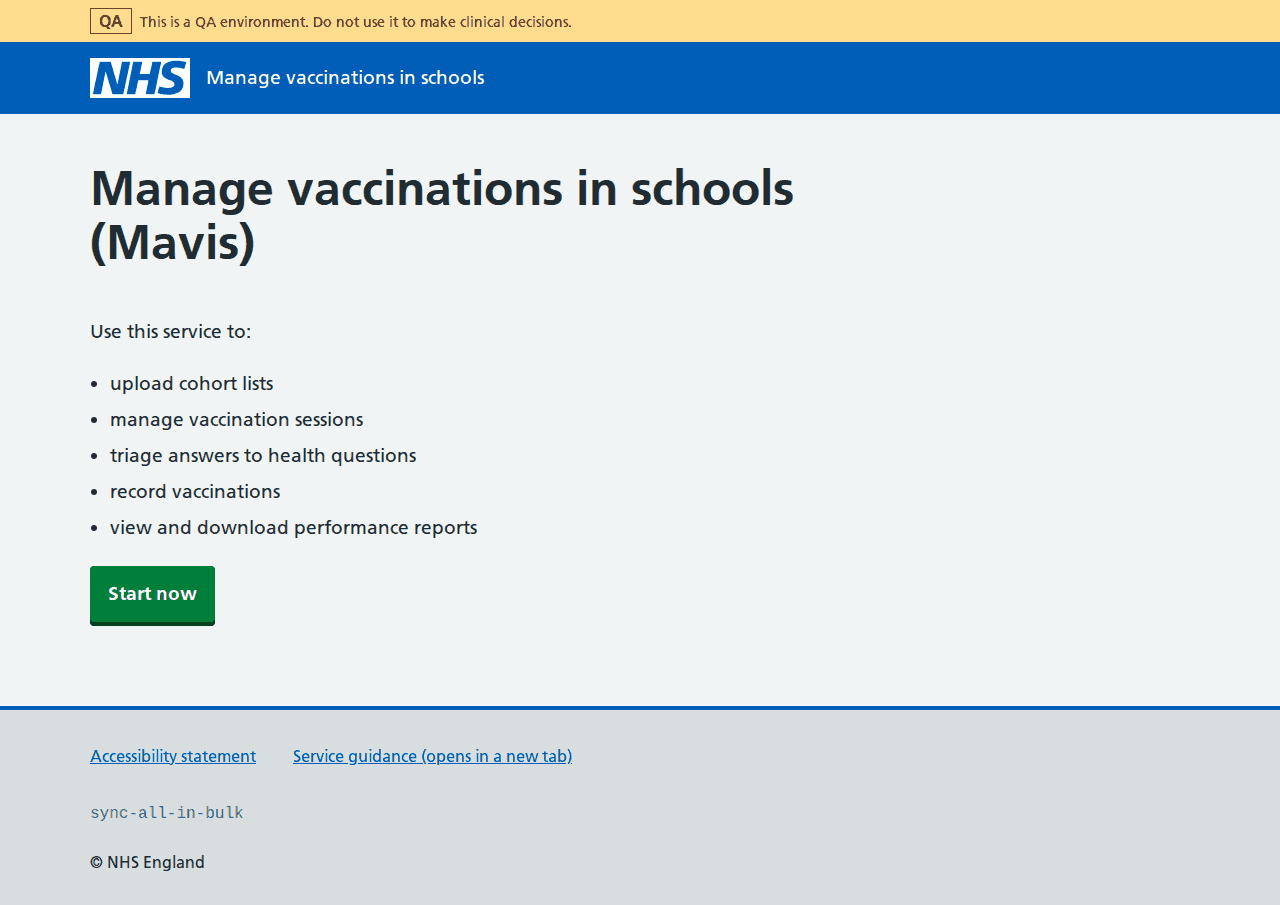 QA This is a QA environment. Do not use it to make clinical decisions.
NHS Manage vaccinations in schools
Manage vaccinations in schools
(Mavis)
Use this service to:
• upload cohort lists
• manage vaccination sessions
• triage answers to health questions
• record vaccinations
• view and download performance reports
Start now
Accessibility statement Service guidance (opens in a new tab)
sync-all-in-bulk
© NHS England